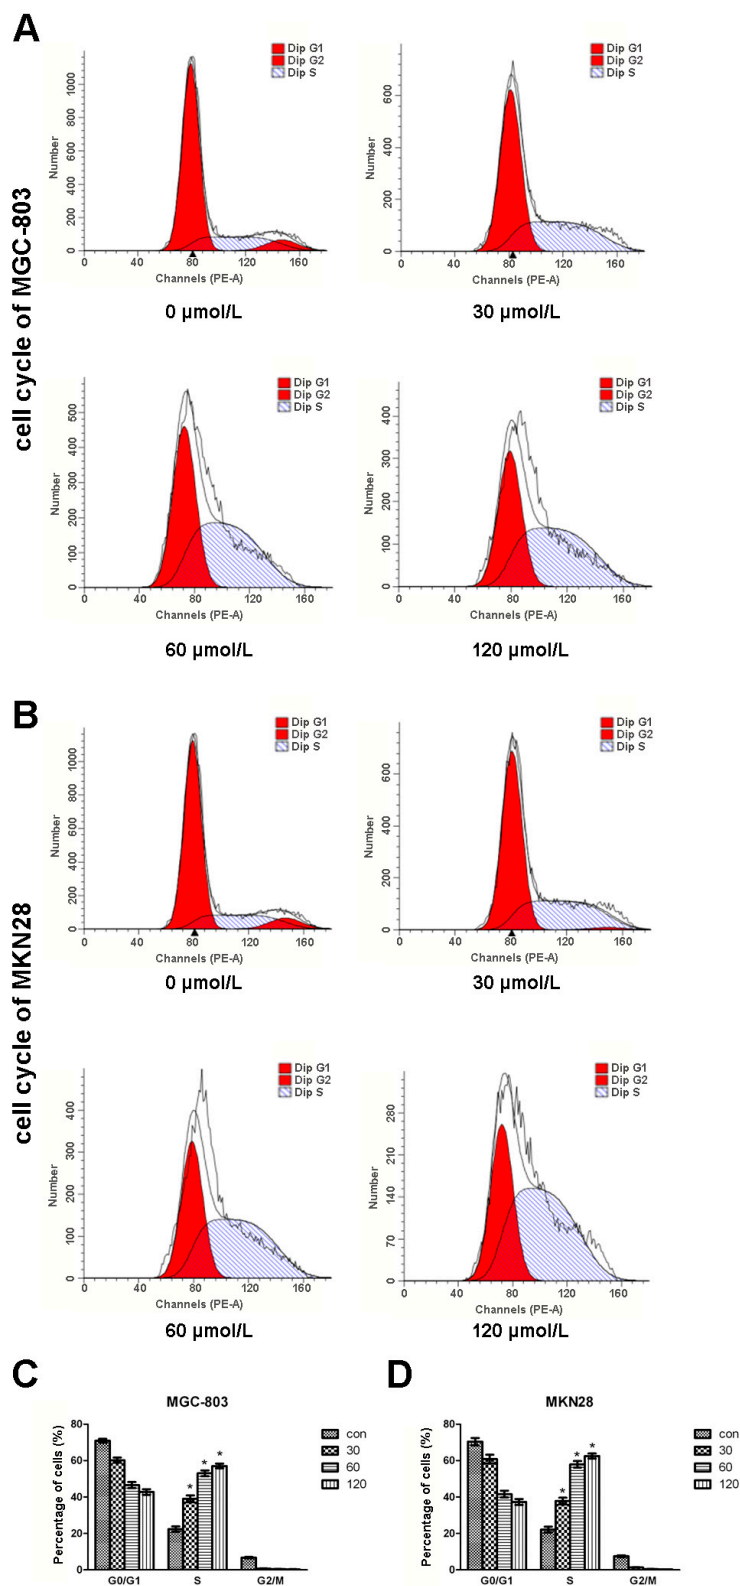 A
cell cycle of MGC-803
Dip G1
Dip G2
Dip S
Number
0 200 400 600 800 1000
0 40 80 120 160
Channels (PE-A)
0 µmol/L
Dip G1
Dip G2
Dip S
Number
0 200 400 600
0 40 80 120 160
Channels (PE-A)
30 µmol/L
Dip G1
Dip G2
Dip S
Number
0 100 200 300 400 500
0 40 80 120 160
Channels (PE-A)
60 µmol/L
Dip G1
Dip G2
Dip S
Number
0 100 200 300 400
0 40 80 120 160
Channels (PE-A)
120 µmol/L
B
cell cycle of MKN28
Dip G1
Dip G2
Dip S
Number
0 200 400 600 800 1000
0 40 80 120 160
Channels (PE-A)
0 µmol/L
Dip G1
Dip G2
Dip S
Number
0 200 400 600
0 40 80 120 160
Channels (PE-A)
30 µmol/L
Dip G1
Dip G2
Dip S
Number
0 100 200 300 400
0 40 80 120 160
Channels (PE-A)
60 µmol/L
Dip G1
Dip G2
Dip S
Number
0 70 140 210 280
0 40 80 120 160
Channels (PE-A)
120 µmol/L
C
MGC-803
Percentage of cells (%)
80
60
40
20
0
* * *
G0/G1 S G2/M
con
30
60
120
D
MKN28
Percentage of cells (%)
80
60
40
20
0
* * *
G0/G1 S G2/M
con
30
60
120